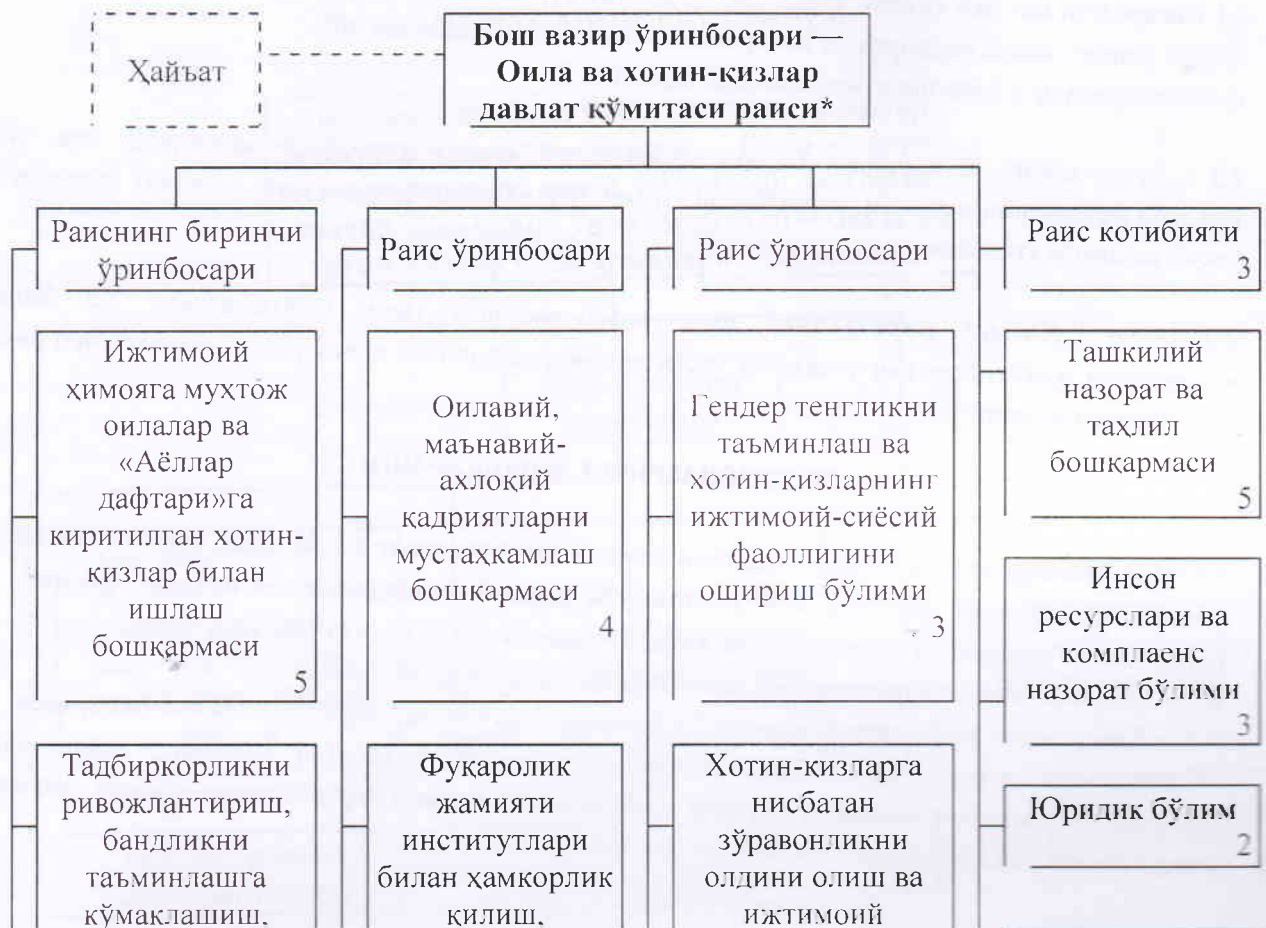 Ҳайъат
Бош вазир ўринбосари —
Оила ва хотин-қизлар
давлат қўмитаси раиси*
Раиснинг биринчи
ўринбосари
Раис ўринбосари
Раис ўринбосари
Раис котибияти
3
Ижтимоий
ҳимояга муҳтож
оилалар ва
«Аёллар
дафтари»га
киритилган хотин-
қизлар билан
ишлаш
бошқармаси
5
Оилавий,
маънавий-
ахлоқий
қадриятларни
мустаҳкамлаш
бошқармаси
4
Гендер тенгликни
таъминлаш ва
хотин-қизларнинг
ижтимоий-сиёсий
фаоллигини
ошириш бўлими
3
Ташкилий
назорат ва
таҳлил
бошқармаси
5
Инсон
ресурслари ва
комплаенс
назорат бўлими
3
Тадбиркорликни
ривожлантириш,
бандликни
таъминлашга
кўмаклашиш,
Фуқаролик
жамияти
институтлари
билан ҳамкорлик
қилиш,
Хотин-қизларга
нисбатан
зўравонликни
олдини олиш ва
ижтимоий
Юридик бўлим
2